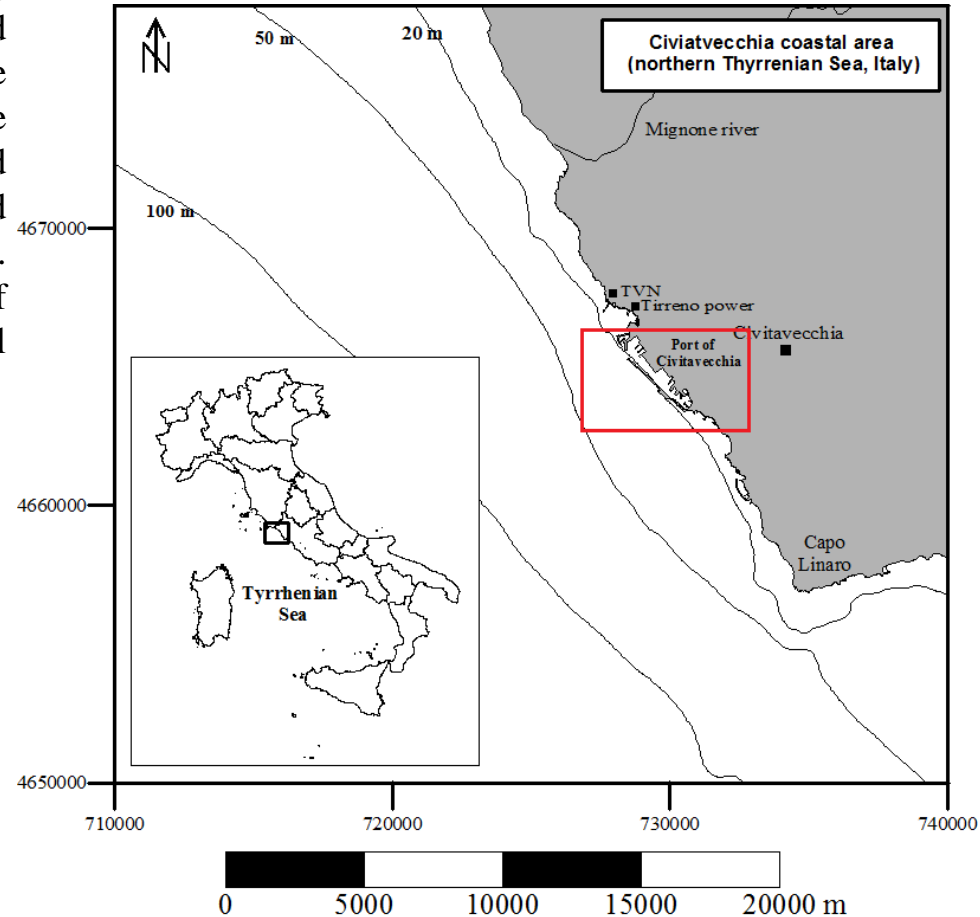 d
e
e
d
d
.
f
l
N
50 m
20 m
Civiatvecchia coastal area
(northern Thyrrenian Sea, Italy)
Mignone river
100 m
4670000
TVN
Tirreno power
Civitavecchia
Port of
Civitavecchia
4660000
Capo
Linaro
Tyrrhenian
Sea
4650000
710000
720000
730000
740000
0 5000 10000 15000 20000 m